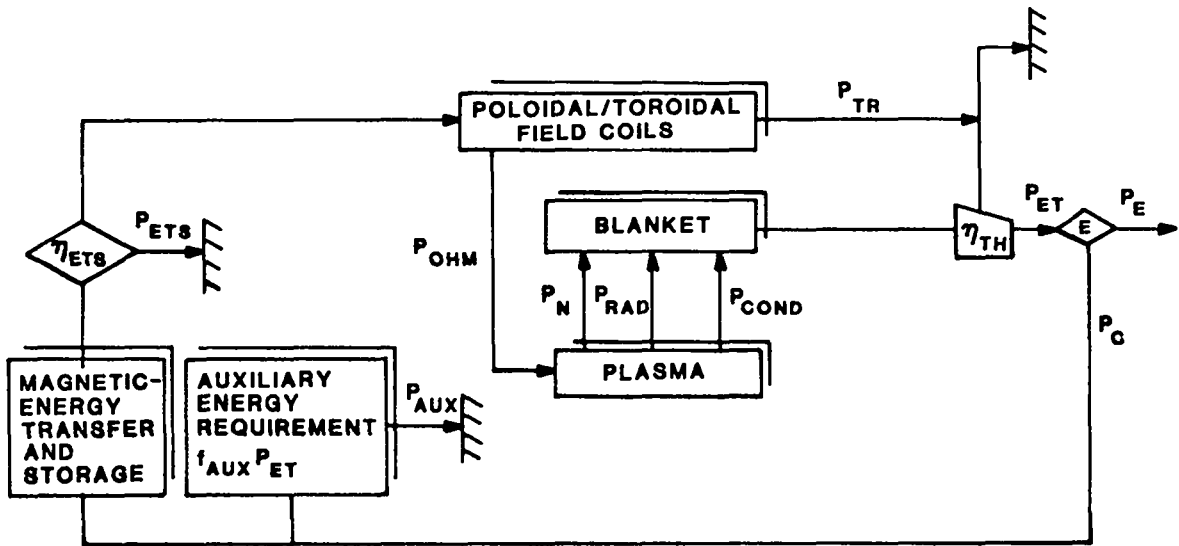 POLOIDAL/TOROIDAL
FIELD COILS
P_TR
BLANKET
P_ET
P_E
η_TH
E
P_ETS
η_ETS
P_OHM
P_N
P_RAD
P_COND
P_C
PLASMA
MAGNETIC-
ENERGY
TRANSFER
AND
STORAGE
AUXILIARY
ENERGY
REQUIREMENT
f_AUX P_ET
P_AUX